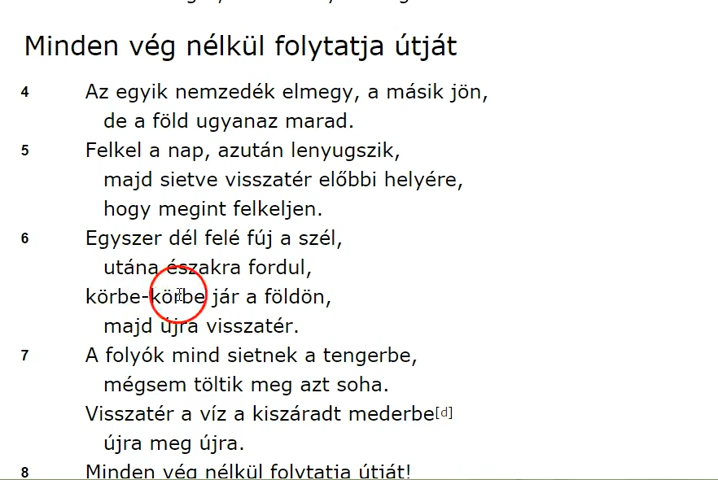 Minden vég nélkül folytatja útját
4 Az egyik nemzedék elmegy, a másik jön,
de a föld ugyanaz marad.
5 Felkel a nap, azután lenyugszik,
majd sietve visszatér előbbi helyére,
hogy megint felkeljen.
6 Egyszer dél felé fúj a szél,
utána északra fordul,
körbe-körbe jár a földön,
majd újra visszatér.
7 A folyók mind sietnek a tengerbe,
mégsem töltik meg azt soha.
Visszatér a víz a kiszáradt mederbe[d]
újra meg újra.
8 Minden vég nélkül folytatja útját!